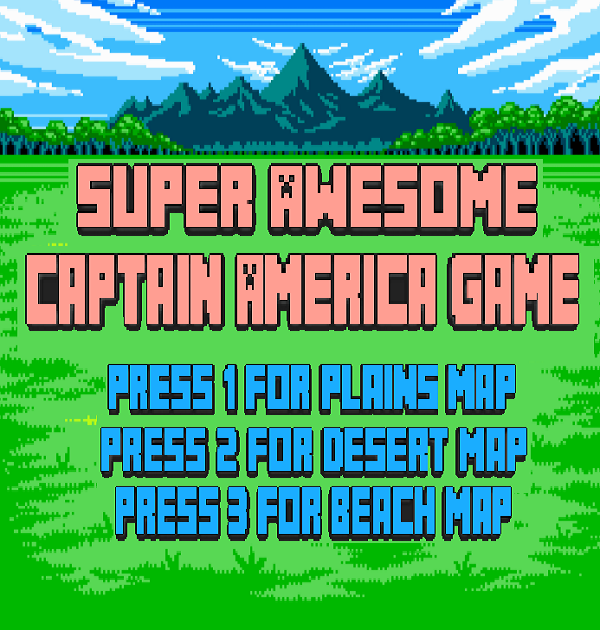 SUPER AWESOME
CAPTAIN AMERICA GAME
PRESS 1 FOR PLAINS MAP
PRESS 2 FOR DESERT MAP
PRESS 3 FOR BEACH MAP